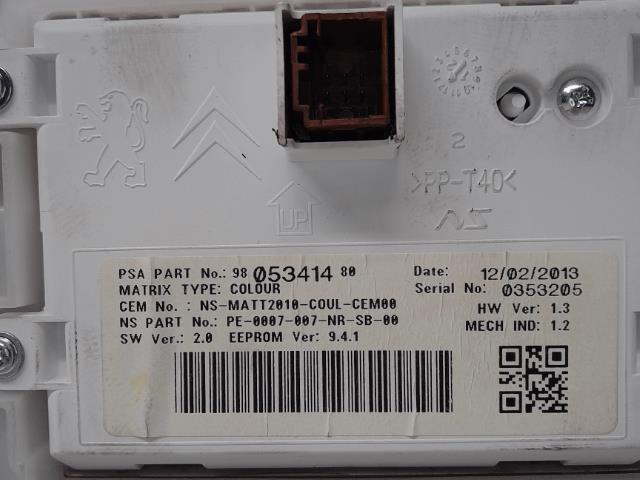 2
>PP-T40<
NS
UP
PSA PART No.: 98 053414 80
Date: 12/02/2013
MATRIX TYPE: COLOUR
Serial No: 0353205
CEM No. : NS-MATT2010-COUL-CEM00
HW Ver: 1.3
NS PART No.: PE-0007-007-NR-SB-00
MECH IND: 1.2
SW Ver.: 2.0 EEPROM Ver: 9.4.1